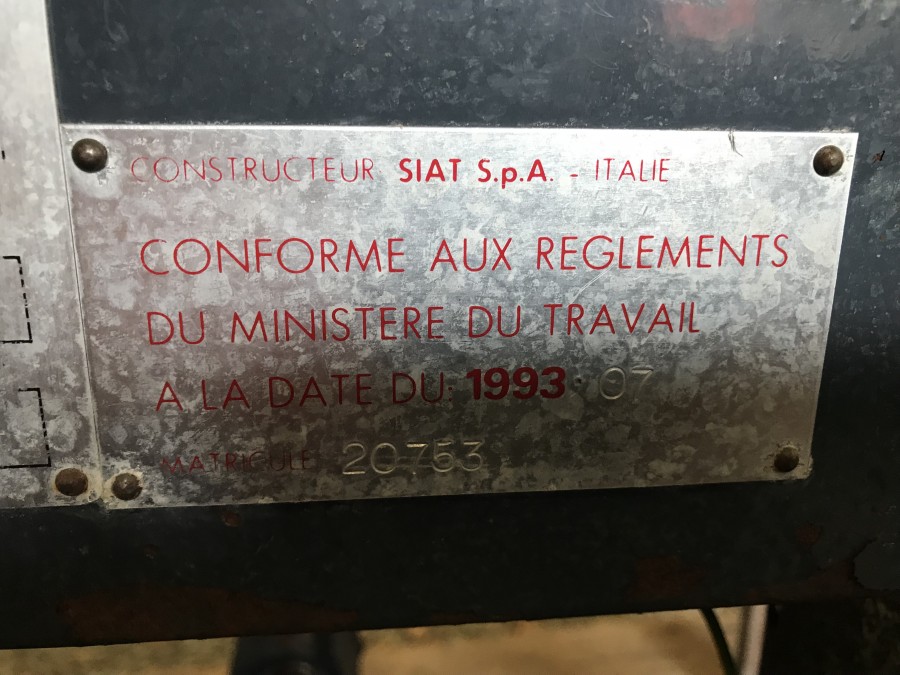 CONSTRUCTEUR SIAT S.p.A. - ITALIE
CONFORME AUX REGLEMENTS
DU MINISTERE DU TRAVAIL
A LA DATE DU: 1993 · 07
MATRICULE 20753